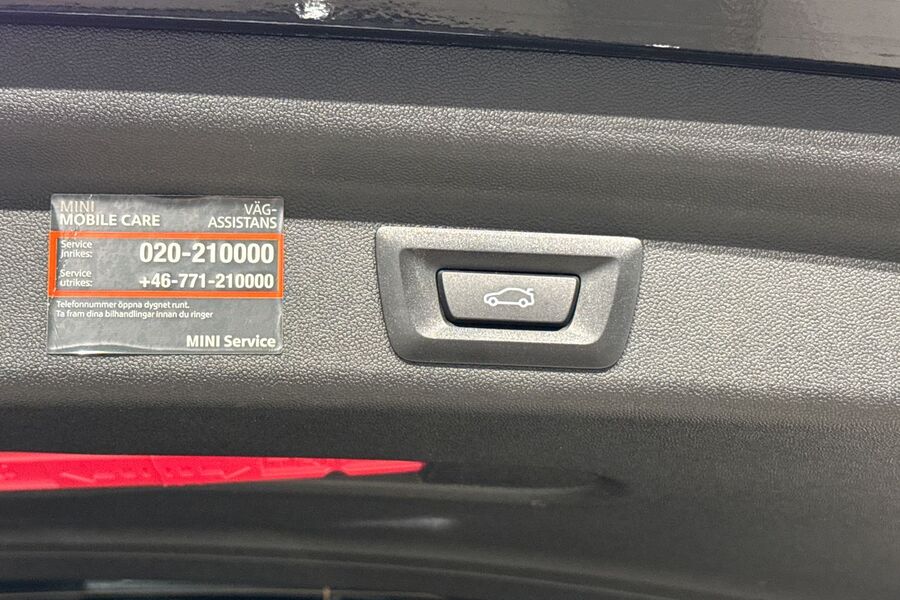 MINI
MOBILE CARE
VÄG-
ASSISTANS
Service
Inrikes:
020-210000
Service
utrikes:
+46-771-210000
Telefonnummer öppna dygnet runt.
Ta fram dina bilhandlingar innan du ringer
MINI Service